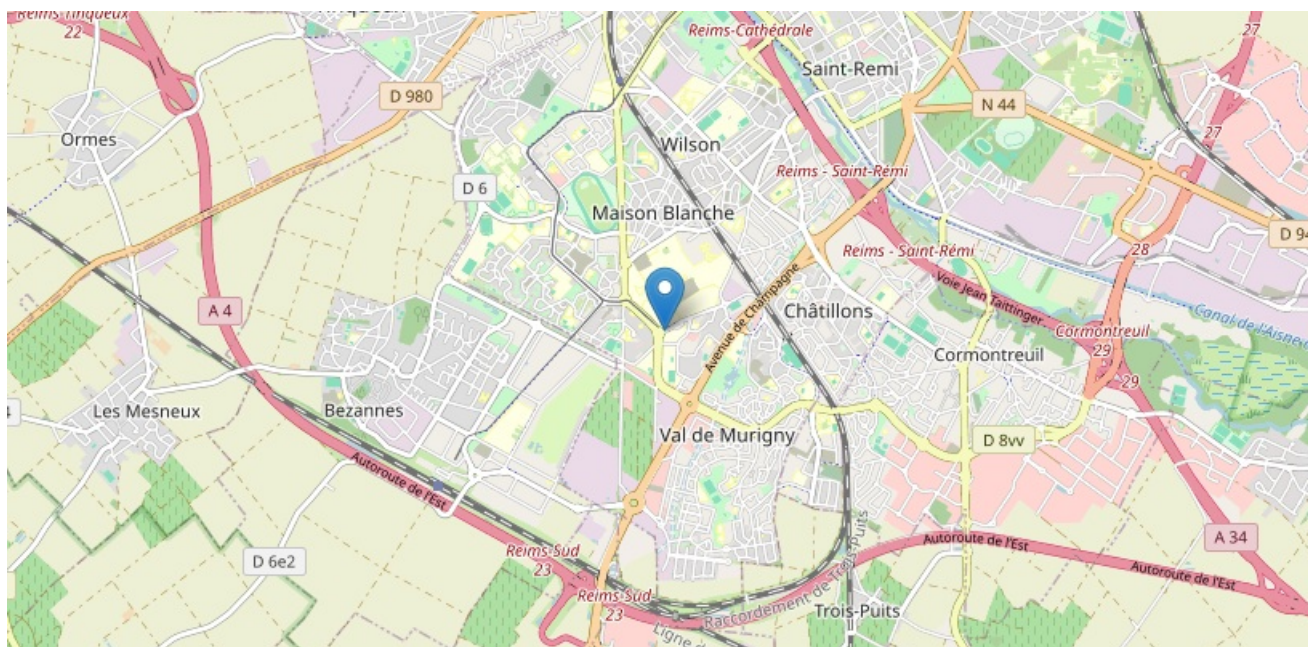 Reims-Tinqueux
22
Tinqueux
Reims-Cathédrale
27
Saint-Remi
D 980
N 44
Ormes
27
Wilson
Reims - Saint-Rémi
D 6
Maison Blanche
D 94
28
Reims - Saint-Rémi
Voie Jean Taittinger
A 4
Avenue de Champagne
Châtillons
Canal de l'Aisne
Cormontreuil
29
Cormontreuil
29
Les Mesneux
Bezannes
Val de Murigny
D 8vv
Autoroute de l'Est
A 34
Autoroute de l'Est
Reims-Sud
23
D 6e2
Autoroute de l'Est
Reims-Sud
23
Raccordement de Trois-Puits
Trois-Puits
Ligne d